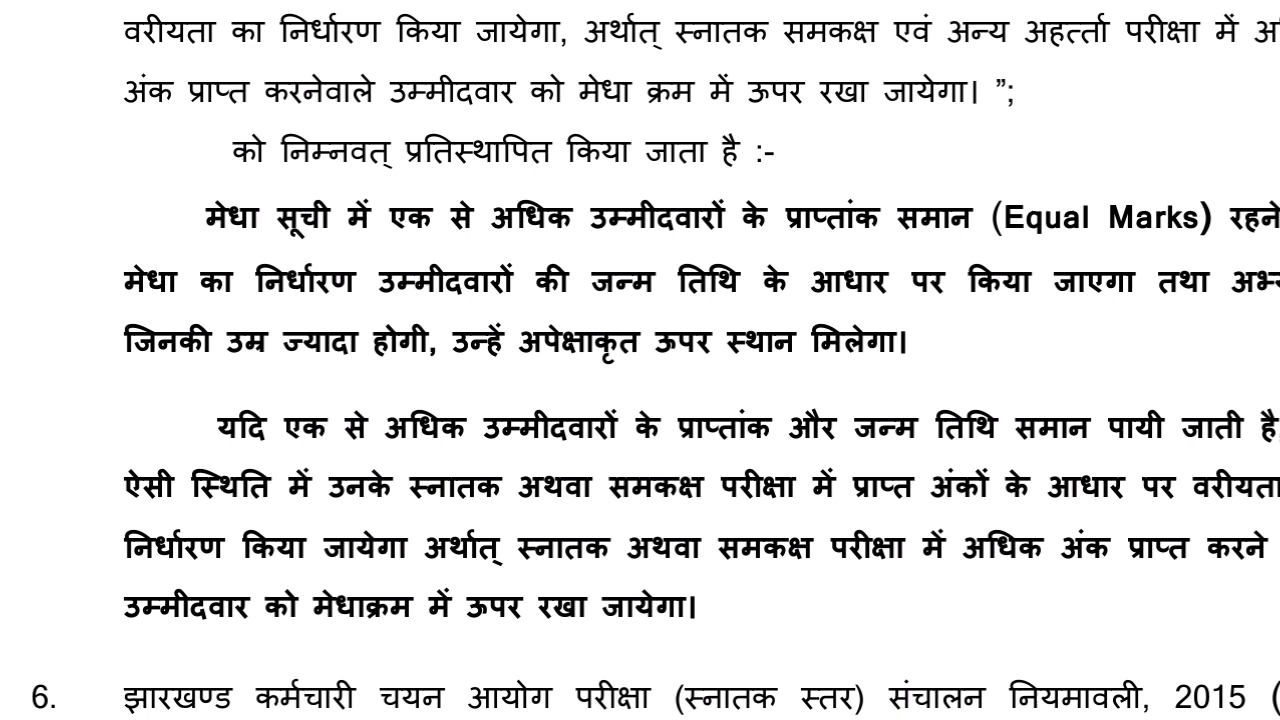 वरीयता का निर्धारण किया जायेगा, अर्थात् स्नातक समकक्ष एवं अन्य अहर्त्ता परीक्षा में
अंक प्राप्त करनेवाले उम्मीदवार को मेधा क्रम में ऊपर रखा जायेगा। ”;
को निम्नवत् प्रतिस्थापित किया जाता है :-
मेधा सूची में एक से अधिक उम्मीदवारों के प्राप्तांक समान (Equal Marks) रहने
मेधा का निर्धारण उम्मीदवारों की जन्म तिथि के आधार पर किया जाएगा तथा
जिनकी उम्र ज्यादा होगी, उन्हें अपेक्षाकृत ऊपर स्थान मिलेगा।
यदि एक से अधिक उम्मीदवारों के प्राप्तांक और जन्म तिथि समान पायी जाती है,
ऐसी स्थिति में उनके स्नातक अथवा समकक्ष परीक्षा में प्राप्त अंकों के आधार पर वरीयता
निर्धारण किया जायेगा अर्थात् स्नातक अथवा समकक्ष परीक्षा में अधिक अंक प्राप्त करने
उम्मीदवार को मेधाक्रम में ऊपर रखा जायेगा।
6. झारखण्ड कर्मचारी चयन आयोग परीक्षा (स्नातक स्तर) संचालन नियमावली, 2015 (